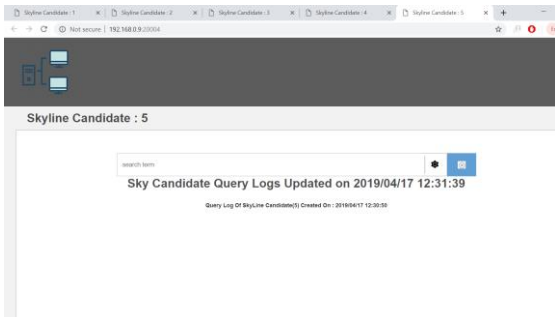 Skyline Candidate : 1
Skyline Candidate : 2
Skyline Candidate : 3
Skyline Candidate : 4
Skyline Candidate : 5
Not secure | 192.168.0.9:20004
Skyline Candidate : 5
search term
Sky Candidate Query Logs Updated on 2019/04/17 12:31:39
Query Log Of SkyLine Candidate(5) Created On : 2019/04/17 12:30:50